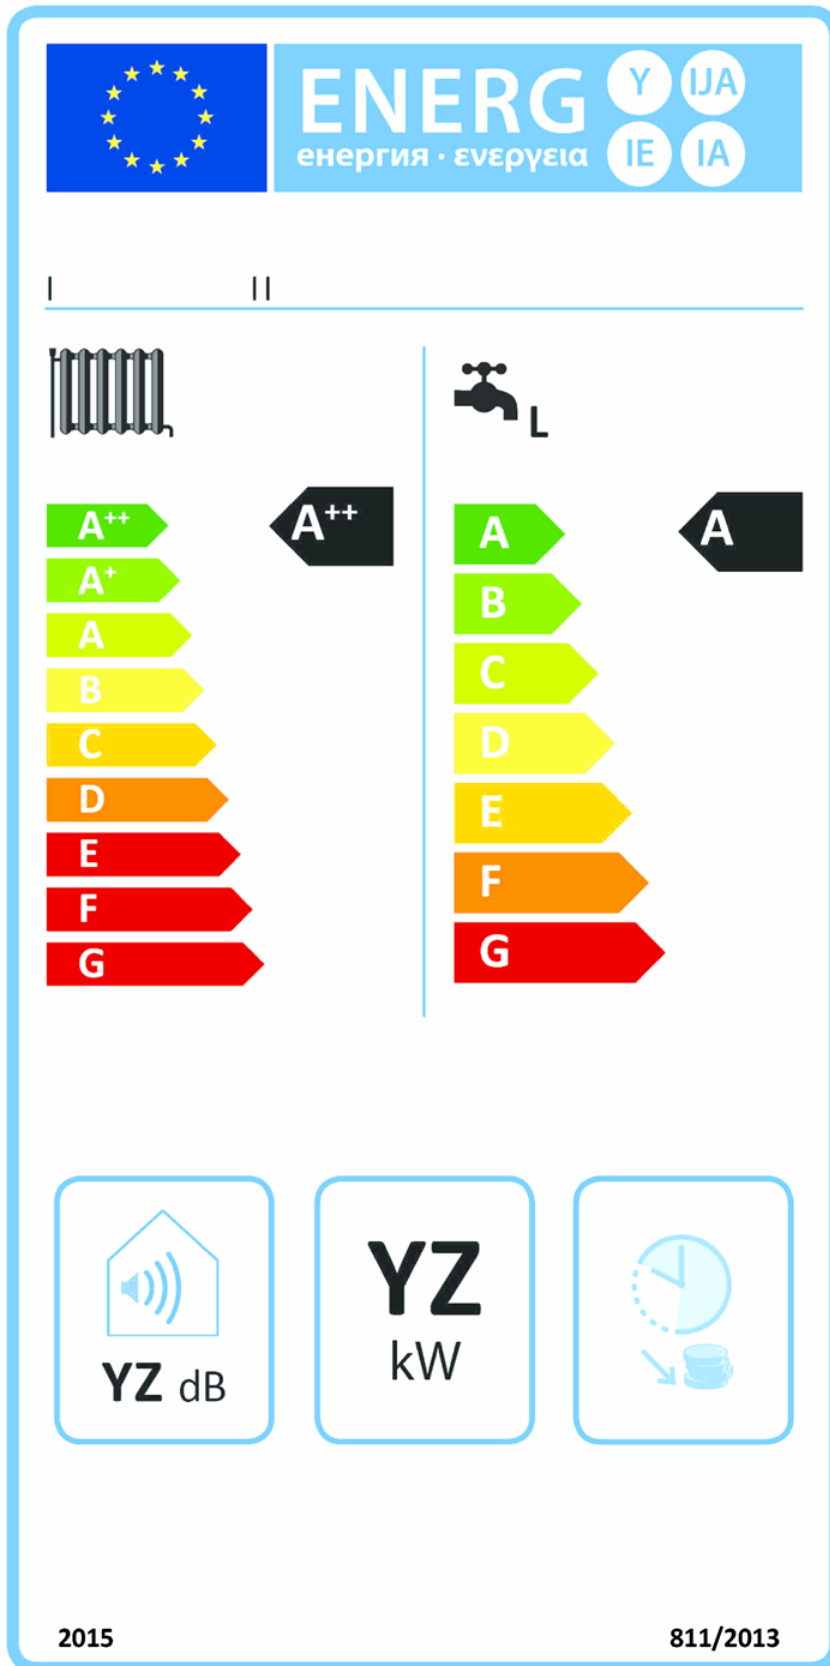 ENERG
енергия · ενεργεια
Y IJA
IE IA
I II
L
A++
A+
A
B
C
D
E
F
G
A++
A
B
C
D
E
F
G
A
YZ dB
YZ
kW
2015
811/2013